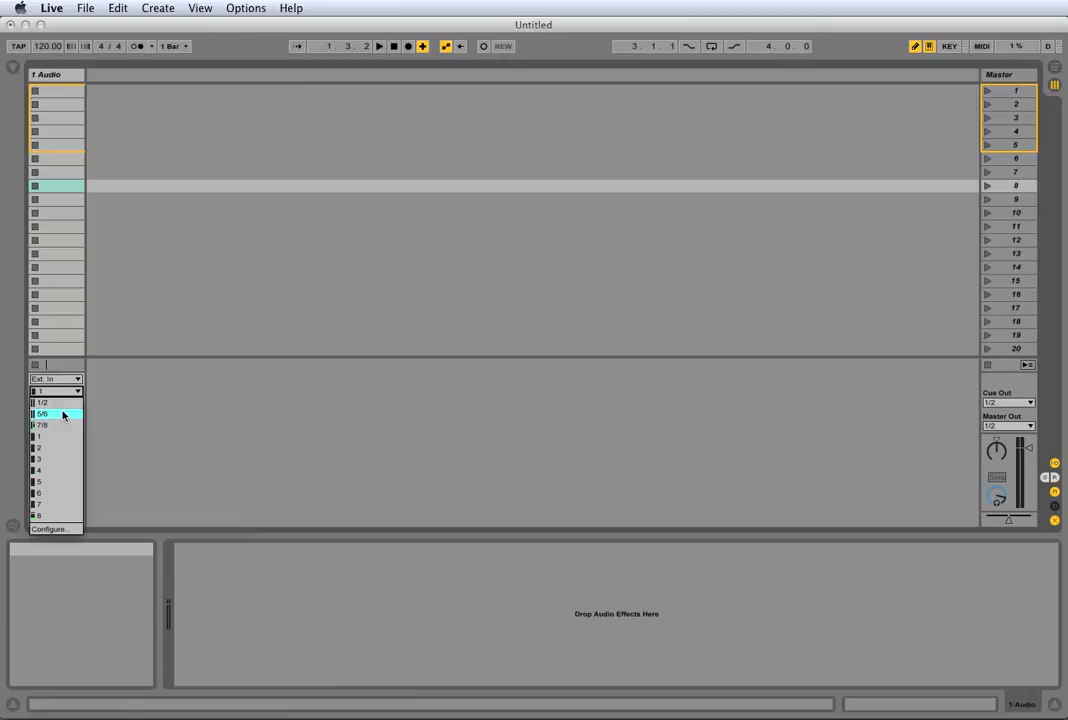 Live File Edit Create View Options Help
Untitled
TAP 120.00 4 / 4 1 Bar 1. 3. 2 NEW 3. 1. 1 4. 0. 0 KEY MIDI 1 % D
1 Audio Master
1
2
3
4
5
6
7
8
9
10
11
12
13
14
15
16
17
18
19
20
Ext. In
1
1/2
5/6
7/8
1
2
3
4
5
6
7
8
Configure...
Cue Out
1/2
Master Out
1/2
Solo
S R
Drop Audio Effects Here
1-Audio